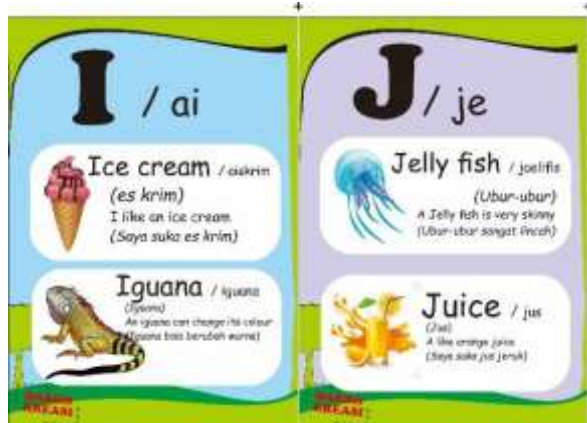 I / ai
Ice cream / aiskrim
(es krim)
I like an ice cream
(Saya suka es krim)
Iguana / iguana
(Iguana)
An iguana can change its colour
(Iguana bisa berubah warna)
J / je
Jelly fish / jaelifis
(Ubur-ubur)
A Jelly fish is very skinny
(Ubur-ubur sangat lincah)
Juice / jus
(Jus)
A like orange juice
(Saya suka jus jeruk)